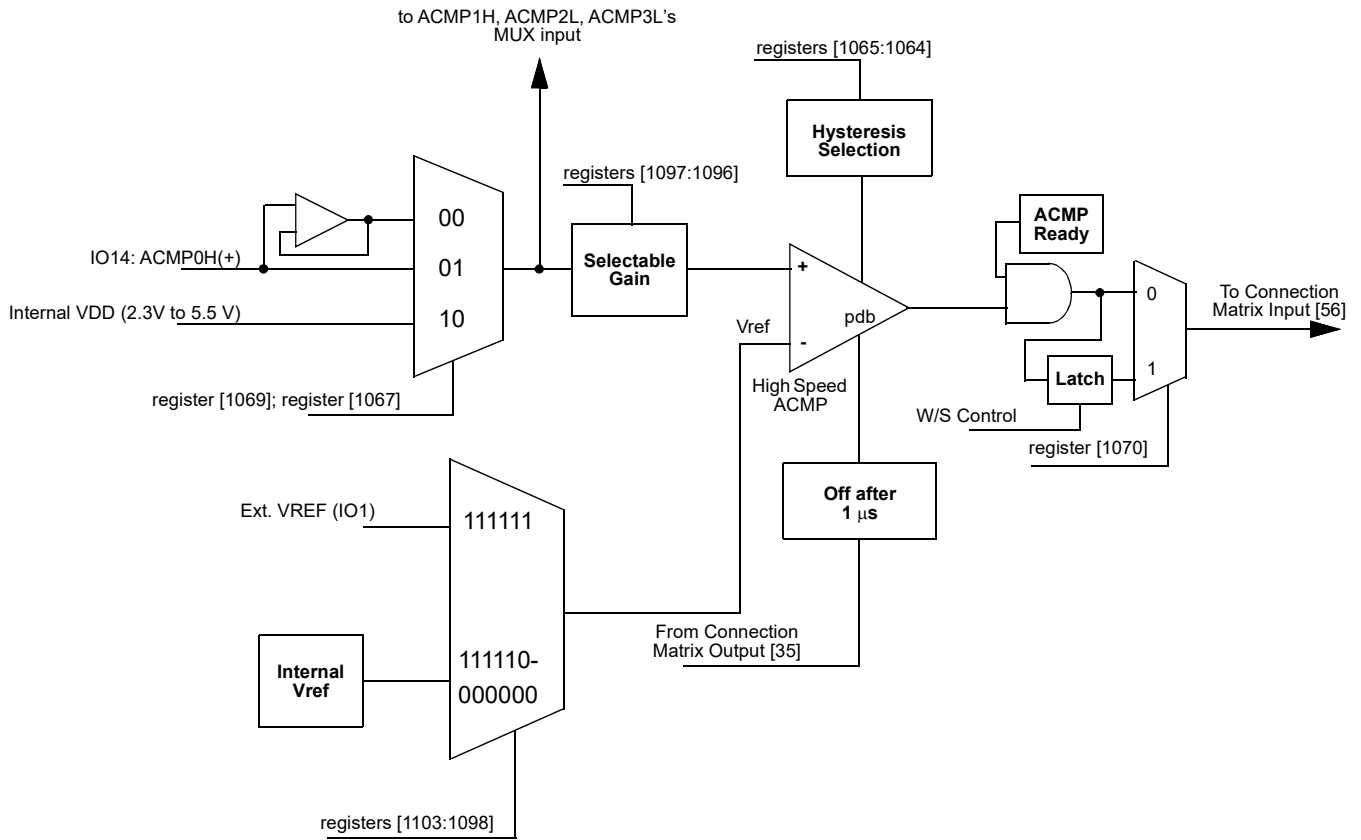 to ACMP1H, ACMP2L, ACMP3L's
MUX input
registers [1065:1064]
Hysteresis
Selection
registers [1097:1096]
00
01
10
IO14: ACMP0H(+)
Internal VDD (2.3V to 5.5 V)
register [1069]; register [1067]
Selectable
Gain
+
-
pdb
Vref
High Speed
ACMP
ACMP
Ready
0
1
To Connection
Matrix Input [56]
Latch
W/S Control
register [1070]
Off after
1 μs
Ext. VREF (IO1)
111111
111110-
000000
Internal
Vref
From Connection
Matrix Output [35]
registers [1103:1098]